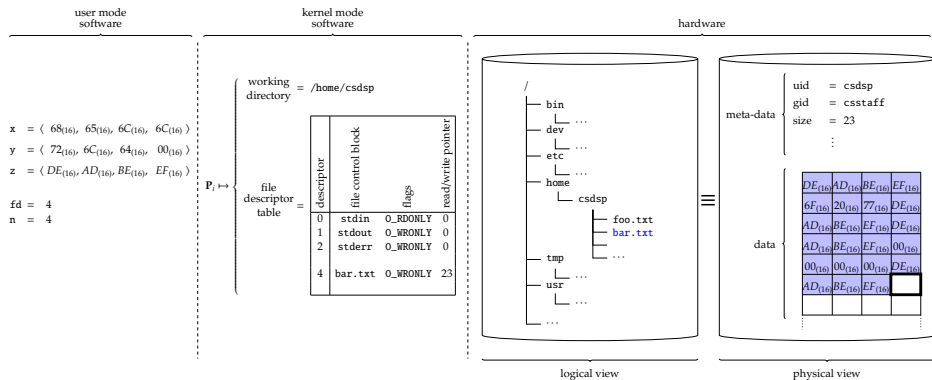 user mode
software
kernel mode
software
hardware
x = ⟨ 68(16), 65(16), 6C(16), 6C(16) ⟩
y = ⟨ 72(16), 6C(16), 64(16), 00(16) ⟩
z = ⟨ DE(16), AD(16), BE(16), EF(16) ⟩
fd = 4
n = 4
Pi ↦
working
directory = /home/csdsp
file
descriptor
table =
descriptor file control block flags read/write pointer
0 stdin O_RDONLY 0
1 stdout O_WRONLY 0
2 stderr O_WRONLY 0
4 bar.txt O_WRONLY 23
/
bin
...
dev
...
etc
...
home
csdsp
foo.txt
bar.txt
...
tmp
...
usr
...
...
logical view
≡
meta-data
uid = csdsp
gid = csstaff
size = 23
⋮
data
DE(16) AD(16) BE(16) EF(16)
6F(16) 20(16) 77(16) DE(16)
AD(16) BE(16) EF(16) DE(16)
AD(16) BE(16) EF(16) 00(16)
00(16) 00(16) 00(16) DE(16)
AD(16) BE(16) EF(16)
physical view